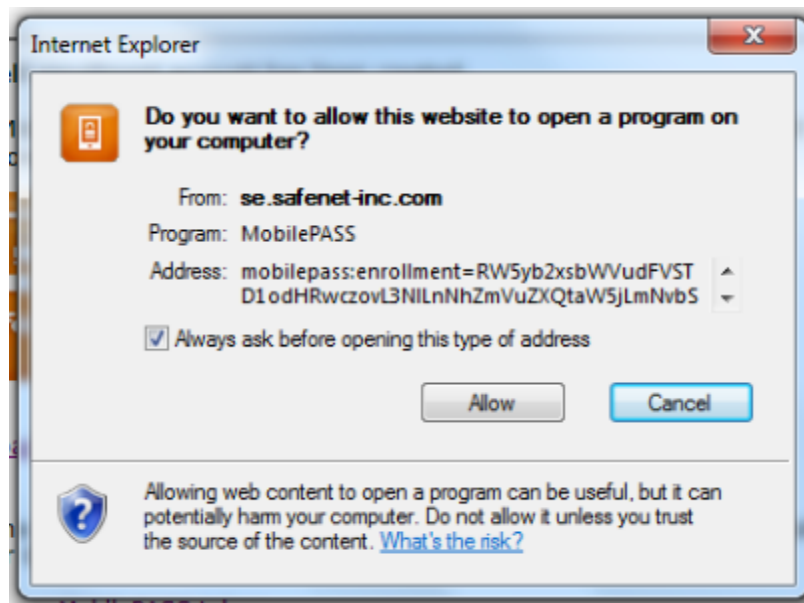 Internet Explorer
Do you want to allow this website to open a program on
your computer?
From: se.safenet-inc.com
Program: MobilePASS
Address: mobilepass:enrollment=RW5yb2xsbWVudFVST
D1odHRwczovL3NlLnNhZmVuZXQtaW5jLmNvbS
Always ask before opening this type of address
Allow Cancel
Allowing web content to open a program can be useful, but it can
potentially harm your computer. Do not allow it unless you trust
the source of the content. What's the risk?